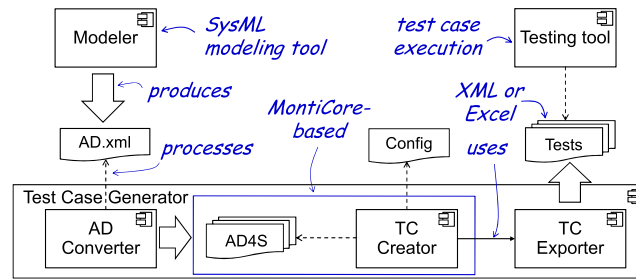 Modeler
SysML
modeling tool
test case
execution
Testing tool
produces
MontiCore-
based
XML or
Excel
AD.xml
processes
Config
uses
Tests
Test Case Generator
AD
Converter
AD4S
TC
Creator
TC
Exporter